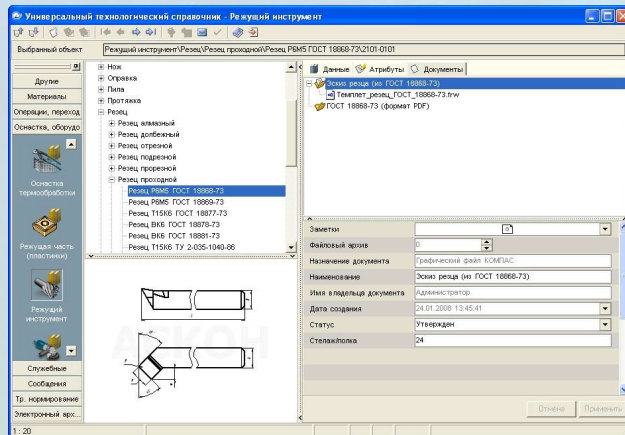 Универсальный технологический справочник - Режущий инструмент
Выбранный объект
Режущий инструмент\Резец\Резец проходной\Резец Р6М5 ГОСТ 18868-73\2101-0101
Другие
Материалы
Операции, переход
Оснастка, оборудо
Оснастка термообработки
Режущая часть (пластинки)
Режущий инструмент
Служебные
Сообщения
Тр. нормирование
Электронный арх...
Нож
Оправка
Пила
Протяжка
Резец
Резец алмазный
Резец долбежный
Резец отрезной
Резец подрезной
Резец прорезной
Резец проходной
Резец Р6М5 ГОСТ 18868-73
Резец Р6М5 ГОСТ 18869-73
Резец Т15К6 ГОСТ 18877-73
Резец ВК6 ГОСТ 18878-73
Резец ВК6 ГОСТ 18881-73
Резец Т15К6 ТУ 2-035-1040-86
АСКОН
Данные Атрибуты Документы
Эскиз резца (из ГОСТ 18868-73)
Темплет_резец_ГОСТ_18868-73.frw
ГОСТ 18868-73 (формат PDF)
Заметки
Файловый архив 0
Назначение документа Графический файл КОМПАС
Наименование Эскиз резца (из ГОСТ 18868-73)
Имя владельца документа Администратор
Дата создания 24.01.2008 13:45:41
Статус Утвержден
Стелаж/полка 24
Отмена Применить
1 : 20